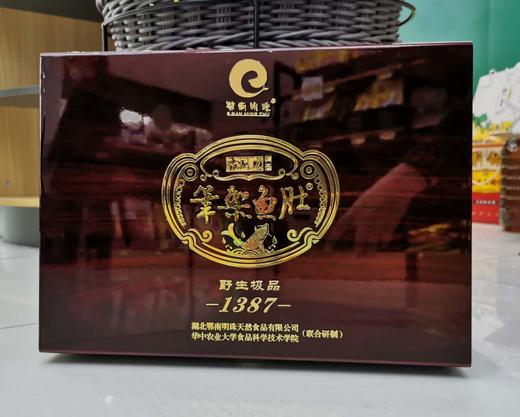 鄂南明珠®
E NAN MING ZHU
笔架鱼肚®
野生极品
-1387-
湖北鄂南明珠天然食品有限公司
华中农业大学食品科学技术学院
(联合研制)